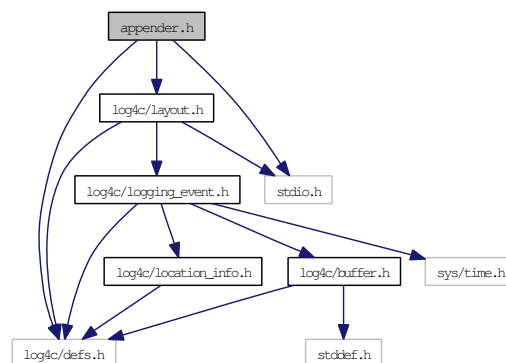 appender.h
log4c/layout.h
log4c/logging_event.h
stdio.h
log4c/location_info.h
log4c/buffer.h
sys/time.h
log4c/defs.h
stddef.h